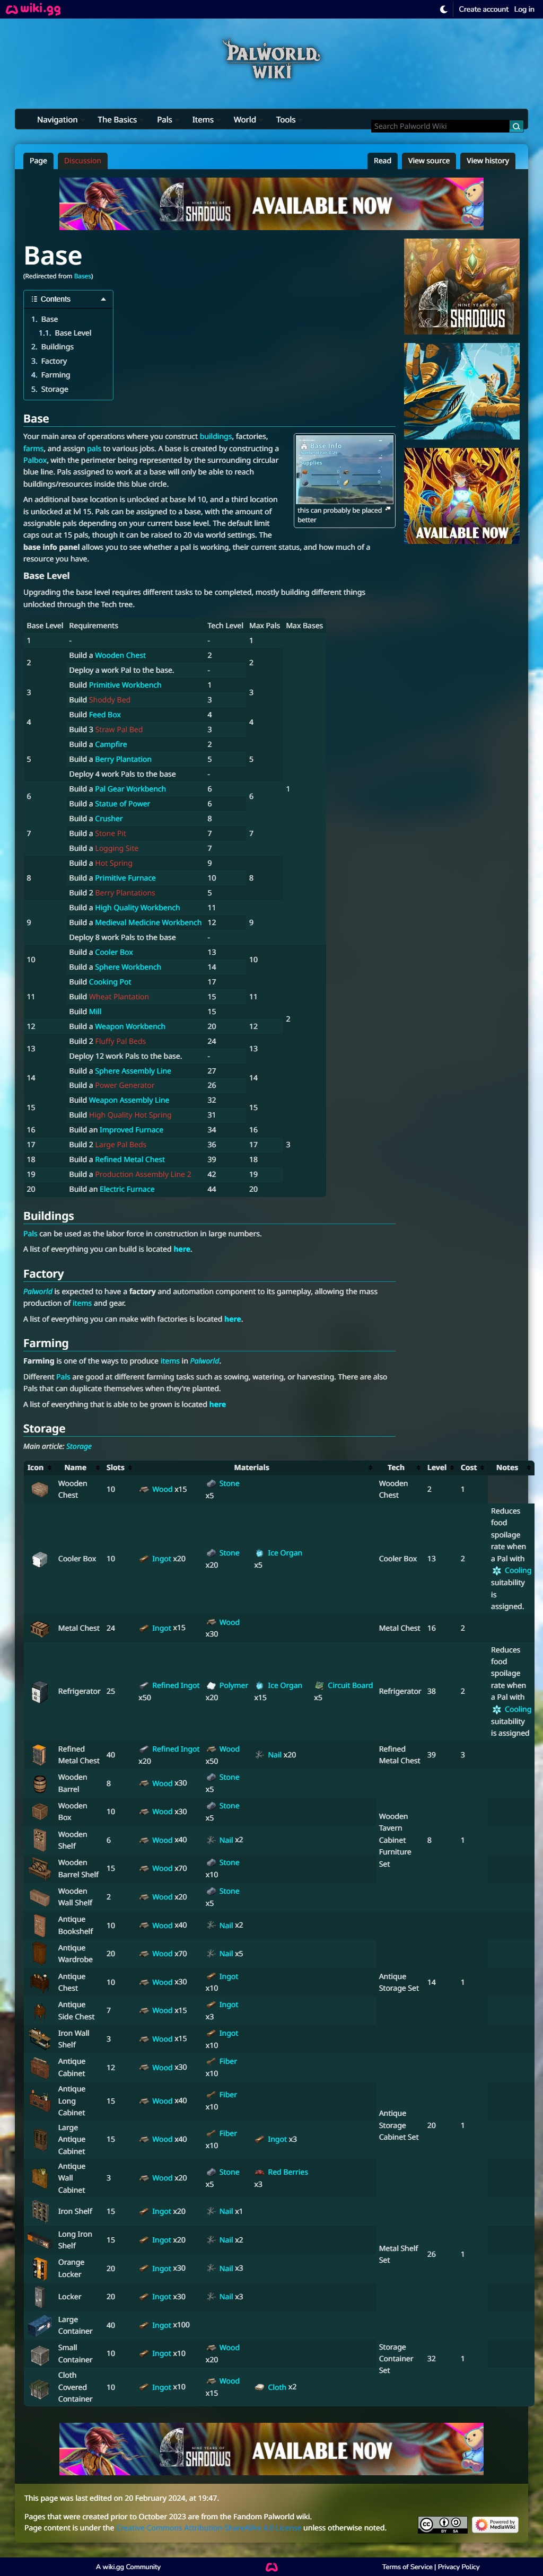 wiki.gg
Create account Log in
PALWORLD
WIKI
Navigation The Basics Pals Items World Tools
Search Palworld Wiki
Page Discussion Read View source View history
NINE YEARS OF
SHADOWS AVAILABLE NOW
Base
(Redirected from Bases)
Contents
1. Base
1.1. Base Level
2. Buildings
3. Factory
4. Farming
5. Storage
NINE YEARS OF
SHADOWS
AVAILABLE NOW
Base
Your main area of operations where you construct buildings, factories,
farms, and assign pals to various jobs. A base is created by constructing a
Palbox, with the perimeter being represented by the surrounding circular
blue line. Pals assigned to work at a base will only be able to reach
buildings/resources inside this blue circle.
Base Info
Supplies
this can probably be placed
better
An additional base location is unlocked at base lvl 10, and a third location
is unlocked at lvl 15. Pals can be assigned to a base, with the amount of
assignable pals depending on your current base level. The default limit
caps out at 15 pals, though it can be raised to 20 via world settings. The
base info panel allows you to see whether a pal is working, their current status, and how much of a
resource you have.
Base Level
Upgrading the base level requires different tasks to be completed, mostly building different things
unlocked through the Tech tree.
Base Level Requirements Tech Level Max Pals Max Bases
1 - - 1
2 Build a Wooden Chest 2 2
Deploy a work Pal to the base. -
3 Build Primitive Workbench 1 3
Build Shoddy Bed 3
4 Build Feed Box 4 4
Build 3 Straw Pal Bed 3
5 Build a Campfire 2 5
Build a Berry Plantation 5
Deploy 4 work Pals to the base -
6 Build a Pal Gear Workbench 6 6 1
Build a Statue of Power 6
7 Build a Crusher 8 7
Build a Stone Pit 7
Build a Logging Site 7
8 Build a Hot Spring 9 8
Build a Primitive Furnace 10
Build 2 Berry Plantations 5
9 Build a High Quality Workbench 11 9
Build a Medieval Medicine Workbench 12
Deploy 8 work Pals to the base -
10 Build a Cooler Box 13 10
Build a Sphere Workbench 14
11 Build Cooking Pot 17 11
Build Wheat Plantation 15
Build Mill 15
12 Build a Weapon Workbench 20 12 2
13 Build 2 Fluffy Pal Beds 24 13
Deploy 12 work Pals to the base. -
14 Build a Sphere Assembly Line 27 14
Build a Power Generator 26
15 Build Weapon Assembly Line 32 15
Build High Quality Hot Spring 31
16 Build an Improved Furnace 34 16
17 Build 2 Large Pal Beds 36 17 3
18 Build a Refined Metal Chest 39 18
19 Build a Production Assembly Line 2 42 19
20 Build an Electric Furnace 44 20
Buildings
Pals can be used as the labor force in construction in large numbers.
A list of everything you can build is located here.
Factory
Palworld is expected to have a factory and automation component to its gameplay, allowing the mass
production of items and gear.
A list of everything you can make with factories is located here.
Farming
Farming is one of the ways to produce items in Palworld.
Different Pals are good at different farming tasks such as sowing, watering, or harvesting. There are also
Pals that can duplicate themselves when they're planted.
A list of everything that is able to be grown is located here
Storage
Main article: Storage
Icon Name Slots Materials Tech Level Cost Notes
Wooden Chest 10 Wood x15 Stone x5 Wooden Chest 2 1
Cooler Box 10 Ingot x20 Stone x20 Ice Organ x5 Cooler Box 13 2 Reduces food spoilage rate when a Pal with Cooling suitability is assigned.
Metal Chest 24 Ingot x15 Wood x30 Metal Chest 16 2
Refrigerator 25 Refined Ingot x50 Polymer x20 Ice Organ x15 Circuit Board x5 Refrigerator 38 2 Reduces food spoilage rate when a Pal with Cooling suitability is assigned
Refined Metal Chest 40 Refined Ingot x20 Wood x50 Nail x20 Refined Metal Chest 39 3
Wooden Barrel 8 Wood x30 Stone x5
Wooden Box 10 Wood x30 Stone x5
Wooden Shelf 6 Wood x40 Nail x2 Wooden Tavern Cabinet Furniture Set 8 1
Wooden Barrel Shelf 15 Wood x70 Stone x10
Wooden Wall Shelf 2 Wood x20 Stone x5
Antique Bookshelf 10 Wood x40 Nail x2
Antique Wardrobe 20 Wood x70 Nail x5
Antique Chest 10 Wood x30 Ingot x10 Antique Storage Set 14 1
Antique Side Chest 7 Wood x15 Ingot x3
Iron Wall Shelf 3 Wood x15 Ingot x10
Antique Cabinet 12 Wood x30 Fiber x10
Antique Long Cabinet 15 Wood x40 Fiber x10 Antique Storage Cabinet Set 20 1
Large Antique Cabinet 15 Wood x40 Fiber x10 Ingot x3
Antique Wall Cabinet 3 Wood x20 Stone x5 Red Berries x3
Iron Shelf 15 Ingot x20 Nail x1
Long Iron Shelf 15 Ingot x20 Nail x2 Metal Shelf Set 26 1
Orange Locker 20 Ingot x30 Nail x3
Locker 20 Ingot x30 Nail x3
Large Container 40 Ingot x100
Small Container 10 Ingot x10 Wood x20 Storage Container Set 32 1
Cloth Covered Container 10 Ingot x10 Wood x15 Cloth x2
NINE YEARS OF
SHADOWS AVAILABLE NOW
This page was last edited on 20 February 2024, at 19:47.
Pages that were created prior to October 2023 are from the Fandom Palworld wiki.
Page content is under the unless otherwise noted.
CC BY SA Powered by MediaWiki
A wiki.gg Community Terms of Service | Privacy Policy